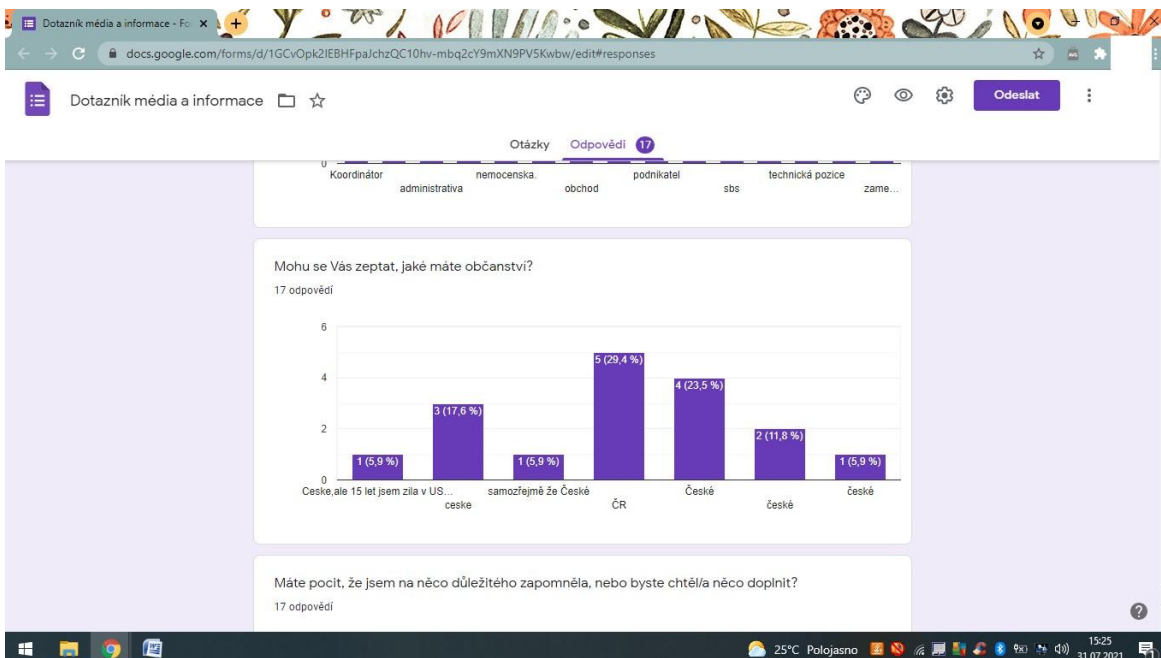 Dotazník média a informace - Fo
docs.google.com/forms/d/1GCvOpk2IEBHFpaJchzQC10hv-mbq2cY9mXN9PV5Kwbw/edit#responses
Dotazník média a informace
Odeslat
Otázky Odpovědi 17
0
Koordinátor nemocenska. podnikatel technická pozice
administrativa obchod sbs zame...
Mohu se Vás zeptat, jaké máte občanství?
17 odpovědí
6
5 (29,4 %)
4
4 (23,5 %)
3 (17,6 %)
2
2 (11,8 %)
1 (5,9 %) 1 (5,9 %) 1 (5,9 %)
0
Ceske,ale 15 let jsem zila v US... samozřejmě že České České české
ceske ČR české
Máte pocit, že jsem na něco důležitého zapomněla, nebo byste chtěl/a něco doplnit?
17 odpovědí
25°C Polojasno
15:25
31.07.2021